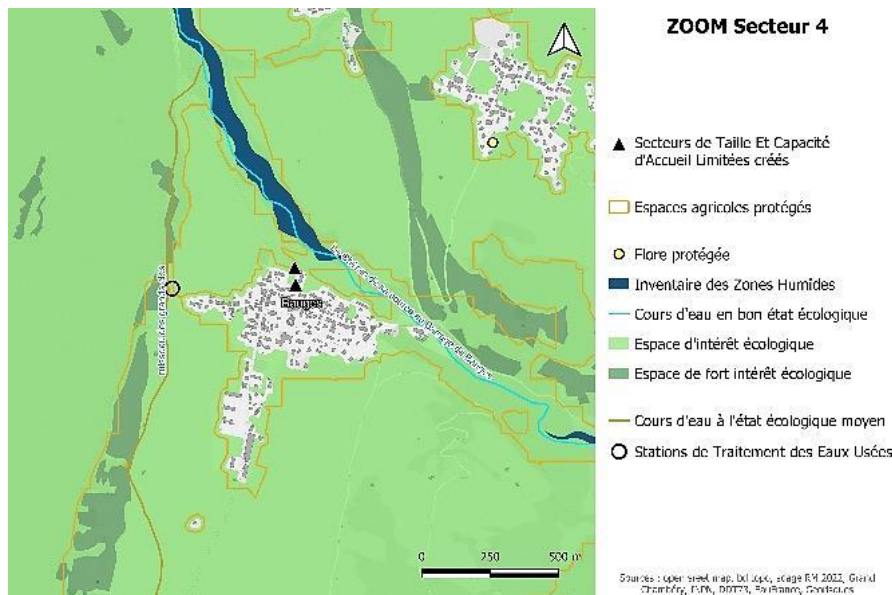 ZOOM Secteur 4
Secteurs de Taille Et Capacité
d'Accueil Limitées créés
Espaces agricoles protégés
Flore protégée
Inventaire des Zones Humides
Cours d'eau en bon état écologique
Espace d'intérêt écologique
Espace de fort intérêt écologique
Cours d'eau à l'état écologique moyen
Stations de Traitement des Eaux Usées
0 250 500 m
Chambéry, DDT73,